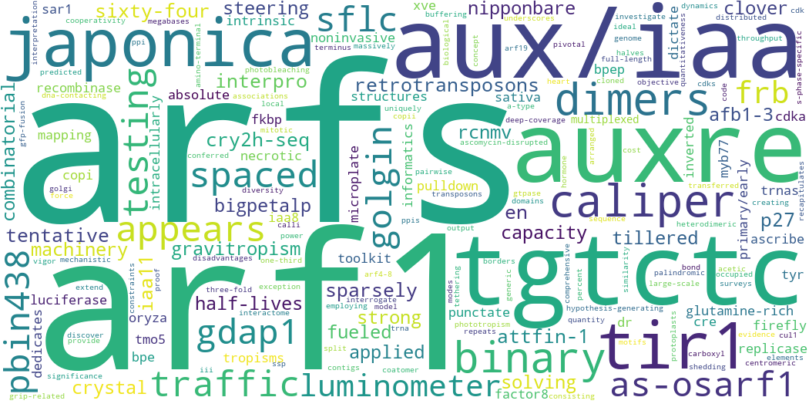 cooperativity megabases sar1 steering xve nipponbare buffering clover dynamics cdk
interpretation sixty-four intrinsic ppi underscores investigate distributed
japonica sflc aux/iaa
predicted noninvasive biological ideal throughput
terminus massively concept genome dictate quantitativeness s-phase-specific
amino-terminal photobleaching arf19 pivotal halves code
recombinase interpro retrotransposons full-length cloned objective
dna-contacting associations heart uniquely sativa a-type cdks
combinatorial testing absolute local structures dimers frb
mapping intracellularly fkbp copii bpep deep-coverage multiplexed afb1-3 cdka
cry2h-seq mitotic rcnmv ascomycin-disrupted
copi necrotic conferred arfs golgin informatics pairwise auxre inverted myb77 arranged cost
golgi spaced microplate pulldown trnas creating
force gtpase domains transferred hormone recapitulates
appears bigpetalp diversity ppis caliper primary/early
tentative iaa8 calli en output heterodimeric sequence p27
machinery gravitropism power toolkit capacity tillered ascribe
vigor mechanistic disadvantages one-third borders comprehensive percent bond acetic
pbin438 iaa11 proof exception employing sparsely generic similarity palindromic occupied tyr
luciferase constraints half-lives three-fold interrogate modes tethering large-scale surveys
extend oryza arf1 interactome model strong tgtctc hypothesis-generating glutamine-rich
dedicates discover tmo5 gdap1 trna arf4-8 punctate phototropism quantity dr cre firefly
provide bpe split fueled repeats attfin-1 motifs protoplasts tir1 carboxyl evidence cul1
significance tropisms iii ssp applied binary replicase elements
crystal traffic luminometer coatomer solving as-osarf1 centromeric
grip-related contigs factor8 consisting shedding